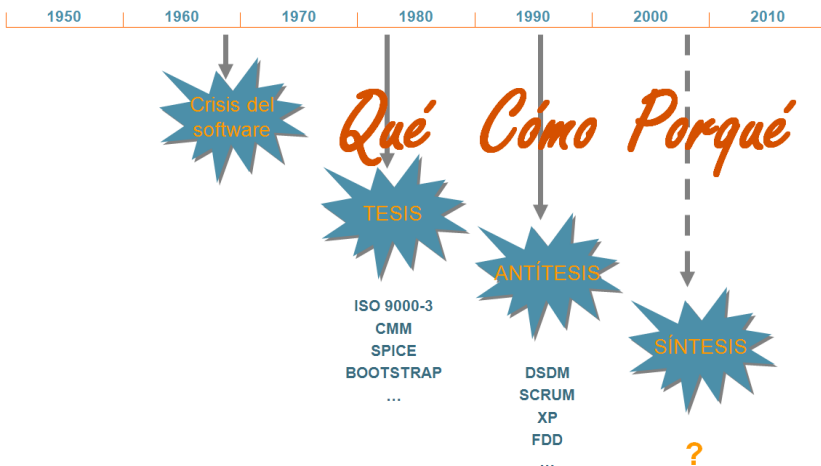 1950 1960 1970 1980 1990 2000 2010
Crisis del
software
Qué Cómo Porqué
TESIS
ANTÍTESIS
SÍNTESIS
ISO 9000-3
CMM
SPICE
BOOTSTRAP
…
DSDM
SCRUM
XP
FDD
…
?